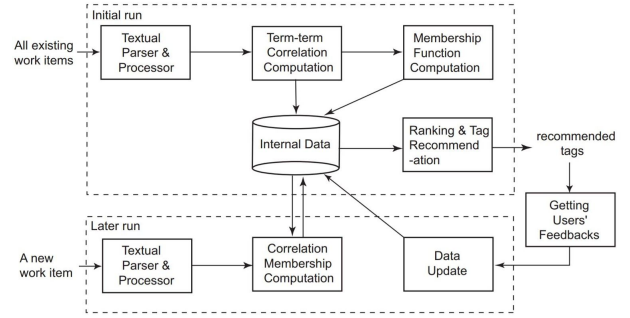 Initial run
All existing
work items
Textual
Parser &
Processor
Term-term
Correlation
Computation
Membership
Function
Computation
Internal Data
Ranking & Tag
Recommend
-ation
recommended
tags
Getting
Users'
Feedbacks
Later run
A new
work item
Textual
Parser &
Processor
Correlation
Membership
Computation
Data
Update